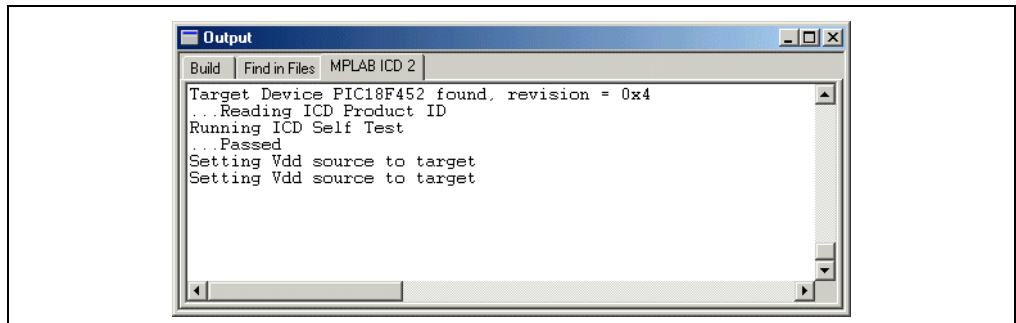 Output
Build Find in Files MPLAB ICD 2
Target Device PIC18F452 found, revision = 0x4
...Reading ICD Product ID
Running ICD Self Test
...Passed
Setting Vdd source to target
Setting Vdd source to target